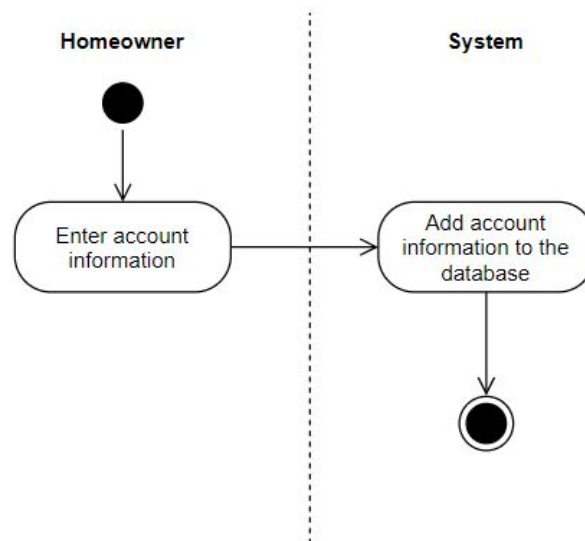 Homeowner
System
Enter account
information
Add account
information to the
database